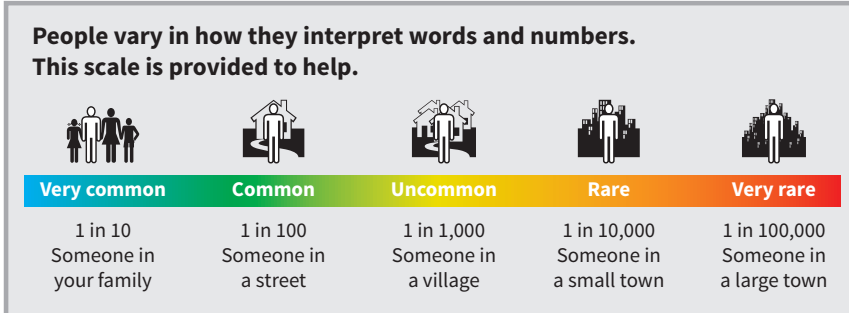 People vary in how they interpret words and numbers.
This scale is provided to help.
Very common
Common
Uncommon
Rare
Very rare
1 in 10
Someone in
your family
1 in 100
Someone in
a street
1 in 1,000
Someone in
a village
1 in 10,000
Someone in
a small town
1 in 100,000
Someone in
a large town